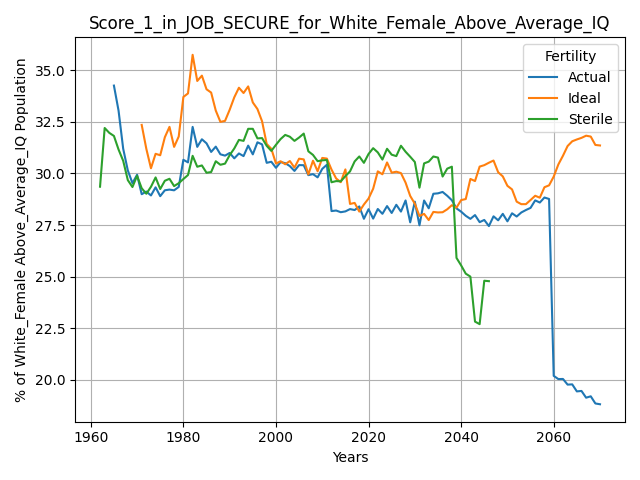 Score_1_in_JOB_SECURE_for_White_Female_Above_Average_IQ
% of White_Female Above_Average_IQ Population
35.0
32.5
30.0
27.5
25.0
22.5
20.0
Fertility
Actual
Ideal
Sterile
1960
1980
2000
2020
2040
2060
Years